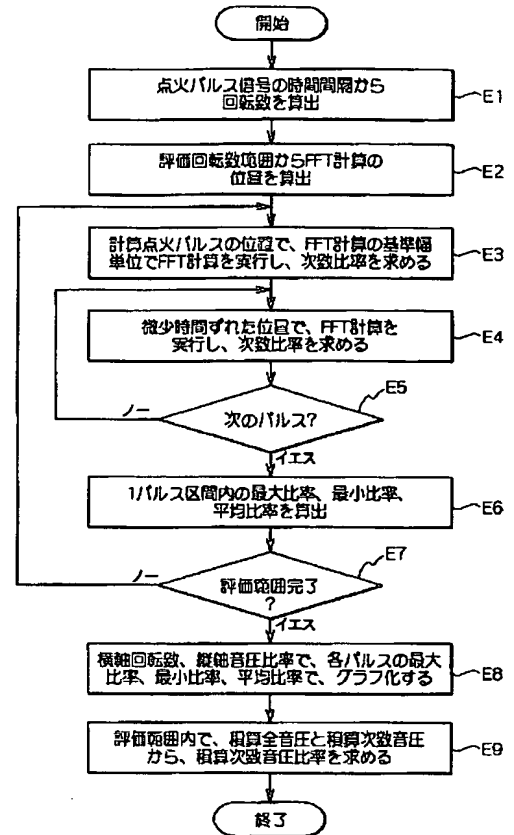 開始
点火パルス信号の時間間隔から
回転数を算出
E1
評価回転数範囲からFFT計算の
位置を算出
E2
計算点火パルスの位置で、FFT計算の基準幅
単位でFFT計算を実行し、次数比率を求める
E3
微少時間ずれた位置で、FFT計算を
実行し、次数比率を求める
E4
次のパルス?
E5
ノー
イエス
1パルス区間内の最大比率、最小比率、
平均比率を算出
E6
評価範囲完了
?
E7
ノー
イエス
横軸回転数、縦軸音圧比率で、各パルスの最大
比率、最小比率、平均比率で、グラフ化する
E8
評価範囲内で、積算全音圧と積算次数音圧
から、積算次数音圧比率を求める
E9
終了